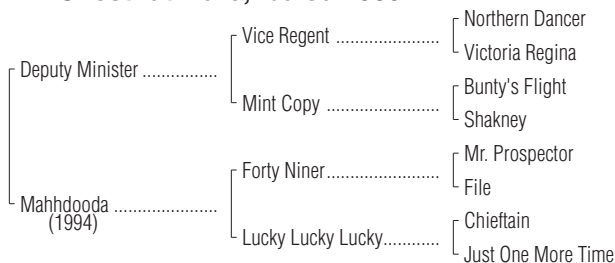 Northern Dancer
Vice Regent ....................
Victoria Regina
Deputy Minister ...............
Bunty's Flight
Mint Copy .....................
Shakney
Mr. Prospector
Forty Niner.....................
File
Mahhdooda ....................
(1994)
Chieftain
Lucky Lucky Lucky...........
Just One More Time